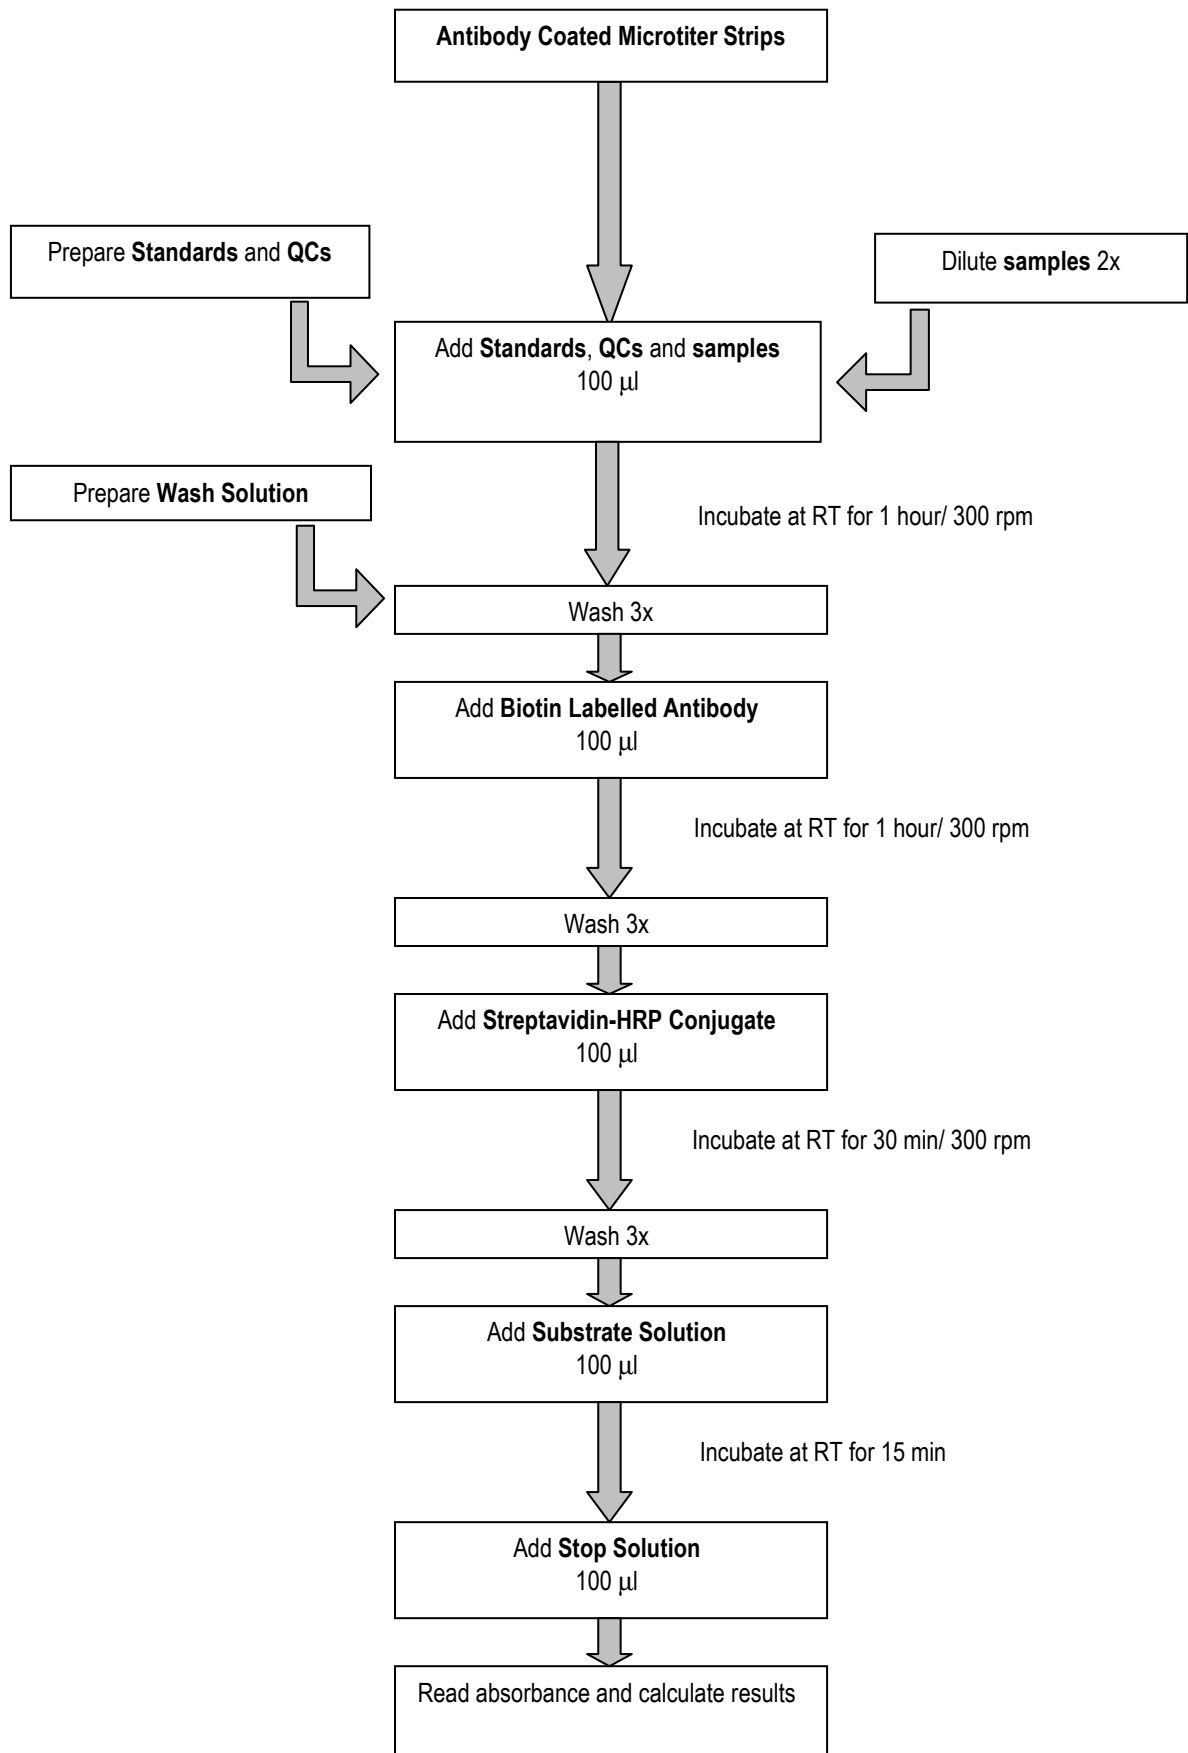 Antibody Coated Microtiter Strips
Prepare Standards and QCs
Dilute samples 2x
Add Standards, QCs and samples
100 μl
Prepare Wash Solution
Incubate at RT for 1 hour/ 300 rpm
Wash 3x
Add Biotin Labelled Antibody
100 μl
Incubate at RT for 1 hour/ 300 rpm
Wash 3x
Add Streptavidin-HRP Conjugate
100 μl
Incubate at RT for 30 min/ 300 rpm
Wash 3x
Add Substrate Solution
100 μl
Incubate at RT for 15 min
Add Stop Solution
100 μl
Read absorbance and calculate results